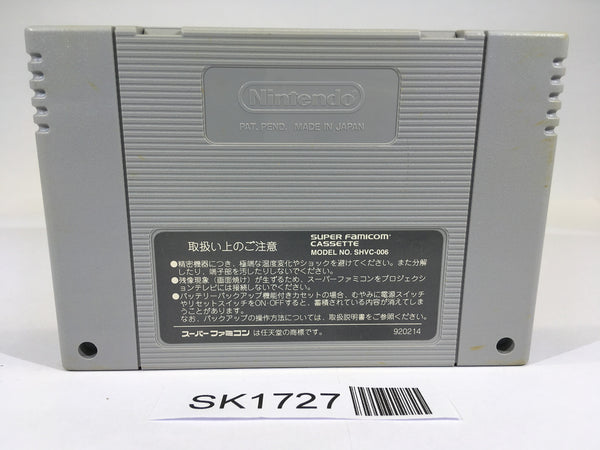 Nintendo
PAT. PEND. MADE IN JAPAN
取扱い上のご注意
SUPER FAMICOM
CASSETTE
MODEL NO. SHVC-006
●精密機器につき、極端な温度変化やショックを避けてください。また分解
したり、端子部を汚したりしないでください。
●残像現象（画面焼け）が生ずるため、スーパーファミコンをプロジェクシ
ョンテレビには接続しないでください。
●バッテリーバックアップ機能付きカセットの場合、むやみに電源スイッチ
やリセットスイッチをON・OFFすると、蓄積されている内容が消えてしま
うことがあります。
なお、バックアップの操作方法については、取扱説明書をご参照ください。
スーパーファミコン は任天堂の商標です。
920214
SK1727